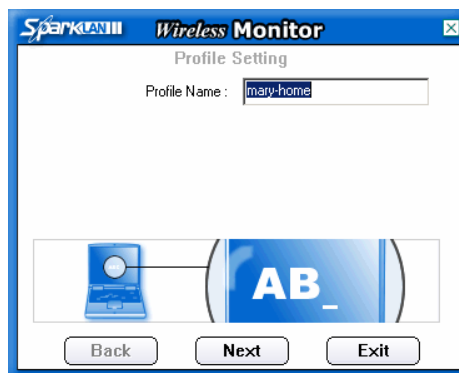 SparkLAN Wireless Monitor
Profile Setting
Profile Name : mary-home
AB_
Back Next Exit